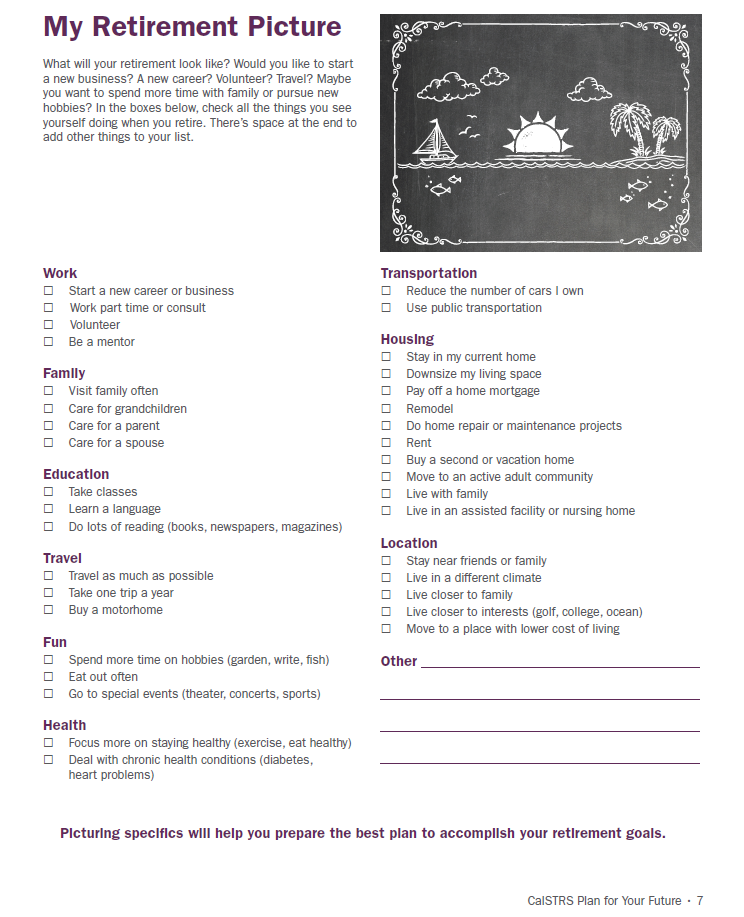 My Retirement Picture
What will your retirement look like? Would you like to start
a new business? A new career? Volunteer? Travel? Maybe
you want to spend more time with family or pursue new
hobbies? In the boxes below, check all the things you see
yourself doing when you retire. There's space at the end to
add other things to your list.
Work
☐ Start a new career or business
☐ Work part time or consult
☐ Volunteer
☐ Be a mentor
Family
☐ Visit family often
☐ Care for grandchildren
☐ Care for a parent
☐ Care for a spouse
Education
☐ Take classes
☐ Learn a language
☐ Do lots of reading (books, newspapers, magazines)
Travel
☐ Travel as much as possible
☐ Take one trip a year
☐ Buy a motorhome
Fun
☐ Spend more time on hobbies (garden, write, fish)
☐ Eat out often
☐ Go to special events (theater, concerts, sports)
Health
☐ Focus more on staying healthy (exercise, eat healthy)
☐ Deal with chronic health conditions (diabetes,
heart problems)
Transportation
☐ Reduce the number of cars I own
☐ Use public transportation
Housing
☐ Stay in my current home
☐ Downsize my living space
☐ Pay off a home mortgage
☐ Remodel
☐ Do home repair or maintenance projects
☐ Rent
☐ Buy a second or vacation home
☐ Move to an active adult community
☐ Live with family
☐ Live in an assisted facility or nursing home
Location
☐ Stay near friends or family
☐ Live in a different climate
☐ Live closer to family
☐ Live closer to interests (golf, college, ocean)
☐ Move to a place with lower cost of living
Other
Picturing specifics will help you prepare the best plan to accomplish your retirement goals.
CalSTRS Plan for Your Future • 7